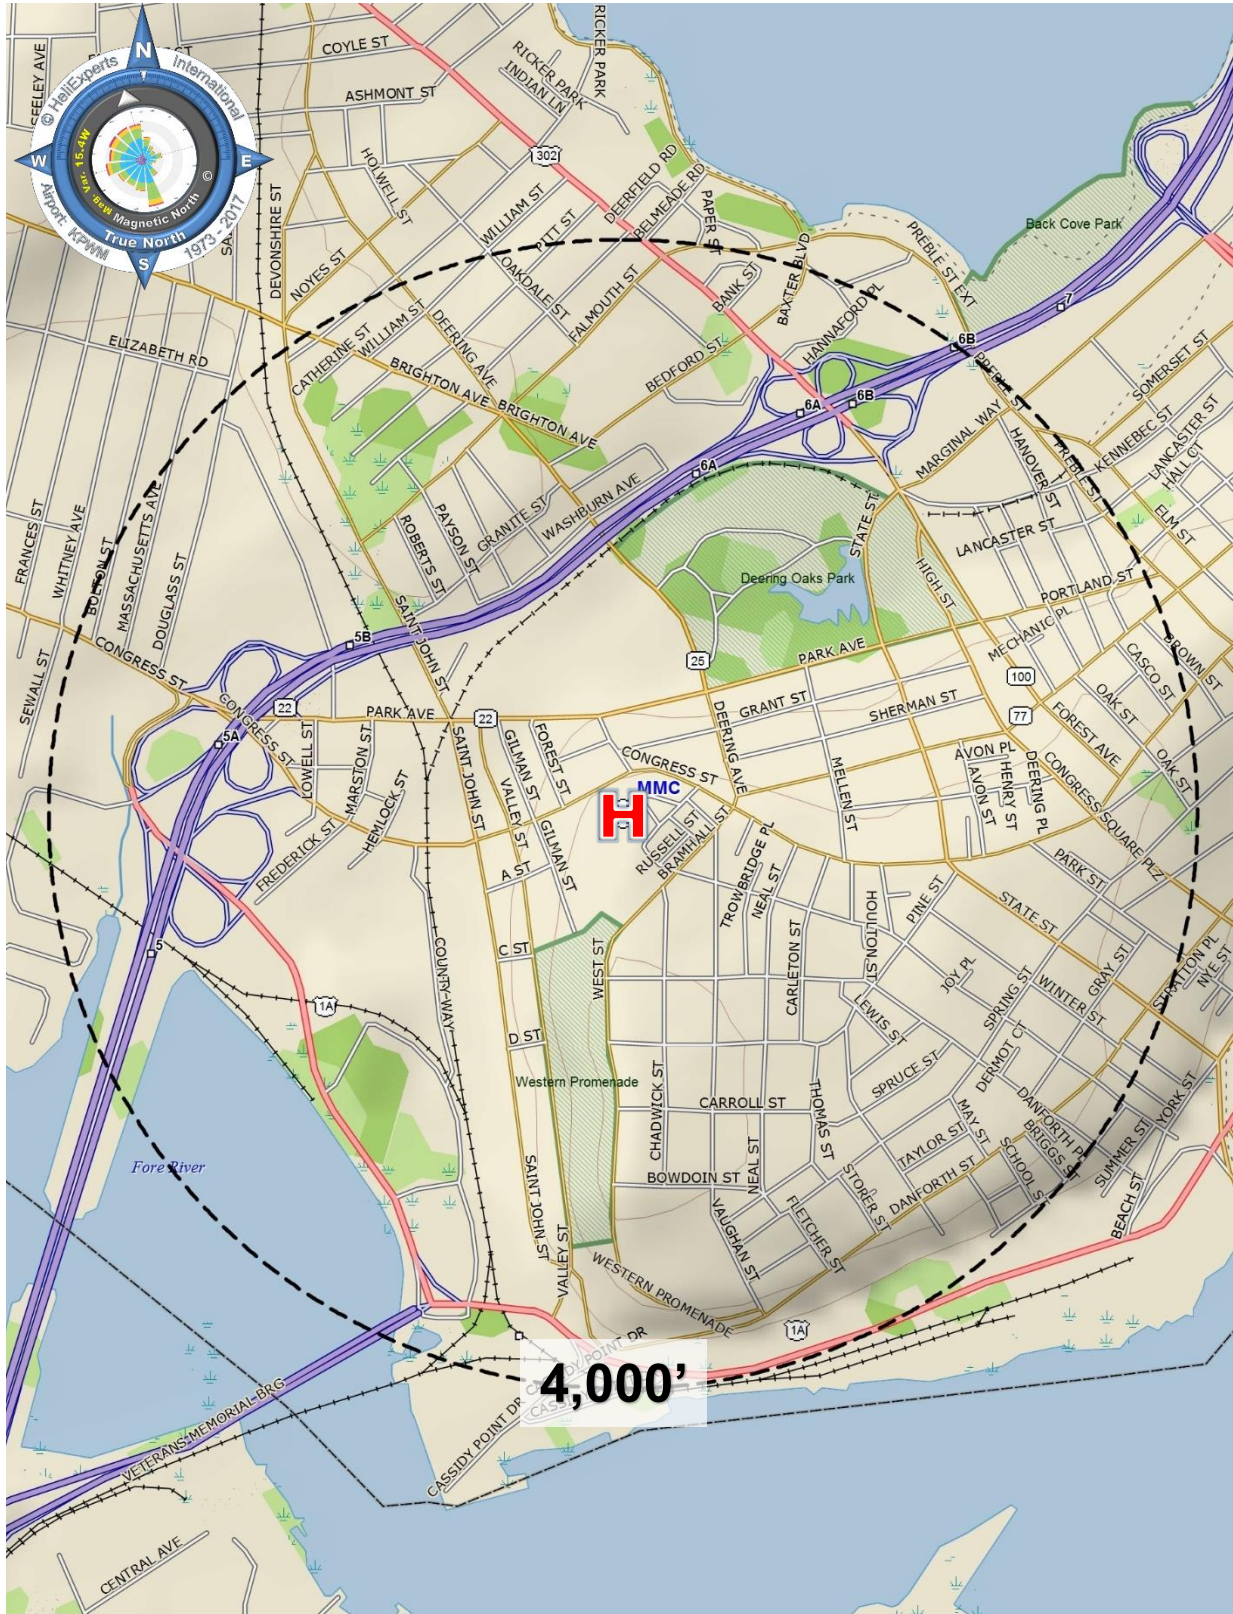 SEELEY AVE
COYLE ST
RICKER PARK
RICKER PARK
INDIAN LN
ASHMONT ST
N
© HeliExperts
International
W
E
Mag. Var. 15.4W
Magnetic North
©
True North
Airport: KPWM
1973 - 2017
S
302
HOLWELL ST
DEVONSHIRE ST
NOYES ST
WILLIAM ST
PITT ST
DEERFIELD RD
BELMEADE RD
PAPER ST
OAKDALE ST
FALMOUTH ST
BANK ST
BAXTER BLVD
PREBLE ST EXT
HANNAFORD PL
Back Cove Park
7
6B
ELIZABETH RD
CATHERINE ST
WILLIAM ST
DEERING AVE
BRIGHTON AVE
BRIGHTON AVE
BEDFORD ST
6A
6B
PREBLE ST
SOMERSET ST
KENNEBEC ST
LANCASTER ST
HALL CT
MARGINAL WAY
HANOVER ST
PREBLE ST
ELM ST
6A
FRANCES ST
WHITNEY AVE
BOLTON ST
MASSACHUSETTS AVE
DOUGLASS ST
ROBERTS ST
PAYSON ST
GRANITE ST
WASHBURN AVE
STATE ST
LANCASTER ST
HIGH ST
PORTLAND ST
Deering Oaks Park
MECHANIC PL
SEWALL ST
CONGRESS ST
5B
SAINT JOHN ST
25
PARK AVE
100
CASCO ST
BROWN ST
OAK ST
22
PARK AVE
22
CONGRESS ST
5A
LOWELL ST
MARSTON ST
HEMLOCK ST
FREDERICK ST
SAINT JOHN ST
GILMAN ST
FOREST ST
VALLEY ST
GILMAN ST
CONGRESS ST
MMC
H
DEERING AVE
GRANT ST
SHERMAN ST
77
FOREST AVE
OAK ST
AVON PL
AVON ST
HENRY ST
DEERING PL
CONGRESS SQUARE PLZ
MELLEN ST
RUSSELL ST
BRAMHALL ST
TROWBRIDGE PL
NEAL ST
A ST
PARK ST
HOULTON ST
PINE ST
STATE ST
C ST
WEST ST
CARLETON ST
5
COUNTY WAY
JOY PL
SPRING ST
WINTER ST
GRAY ST
STRATTON PL
NYE ST
1A
LEWIS ST
D ST
SPRUCE ST
DERMOT CT
Western Promenade
CHADWICK ST
CARROLL ST
THOMAS ST
TAYLOR ST
MAY ST
DANFORTH PL
BRIGGS ST
YORK ST
SUMMER ST
Fore River
SAINT JOHN ST
BOWDOIN ST
NEAL ST
STORER ST
DANFORTH ST
SCHOOL ST
BEACH ST
VAUGHAN ST
FLETCHER ST
VALLEY ST
WESTERN PROMENADE
1A
CASSIDY POINT DR
4,000’
VETERANS MEMORIAL BRG
CASSIDY POINT DR
CENTRAL AVE